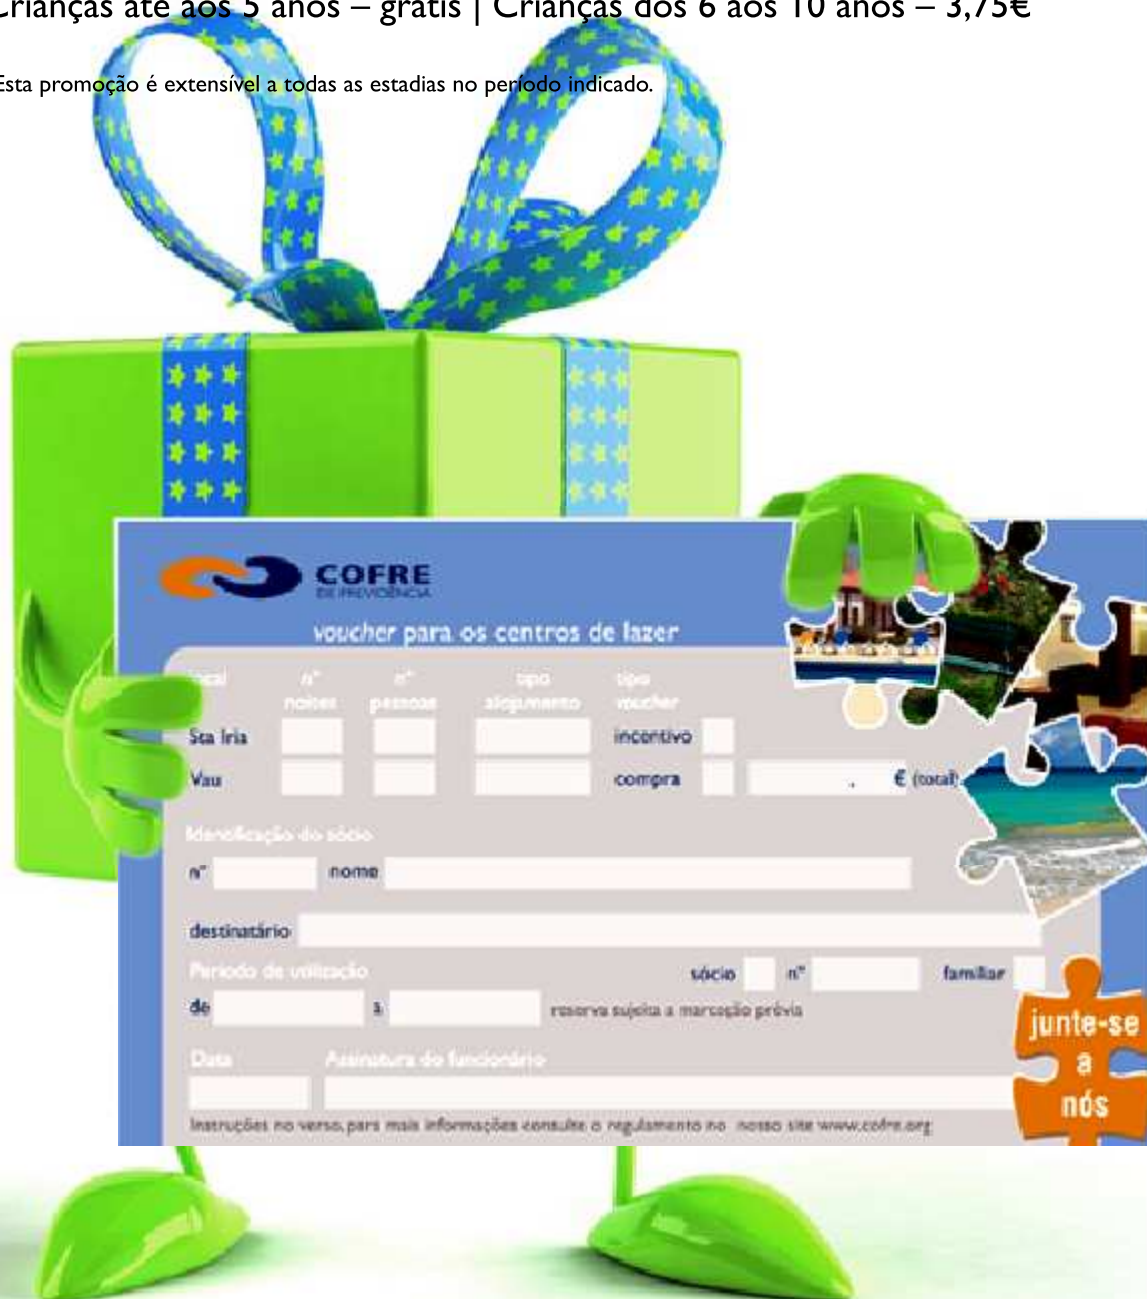 Crianças até aos 5 anos – grátis | Crianças dos 6 aos 10 anos – 3,75€
Esta promoção é extensível a todas as estadias no período indicado.
COFRE
DE PREVIDÊNCIA
voucher para os centros de lazer
nº nº tipo tipo
noites pessoas alojamento voucher
Sta Iria incentivo
Vau compra . € (total)
Identificação do sócio
nº nome
destinatário
Período de utilização sócio nº familiar
de a reserva sujeita a marcação prévia
Data Assinatura do funcionário
Instruções no verso, para mais informações consulte o regulamento no nosso site www.cofre.org
junte-se
a
nós